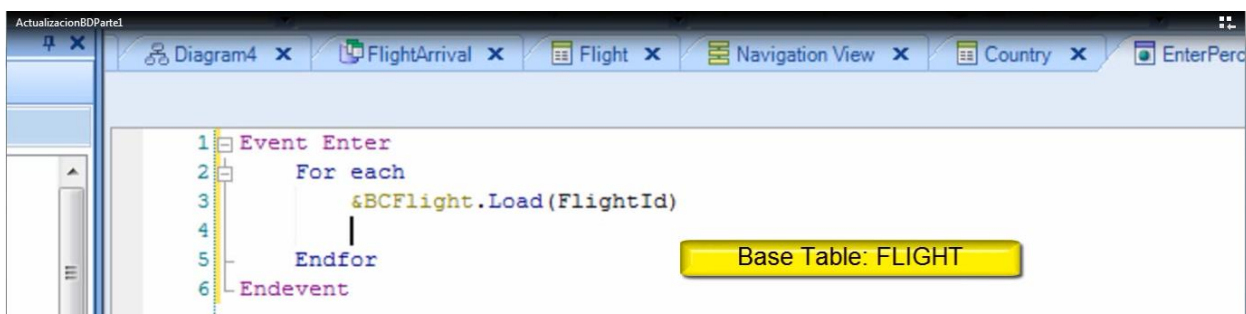 ActualizacionBDParte1
Diagram4 FlightArrival Flight Navigation View Country EnterPerc
1 Event Enter
2 For each
3 &BCFlight.Load(FlightId)
4
5 Endfor
Base Table: FLIGHT
6 Endevent